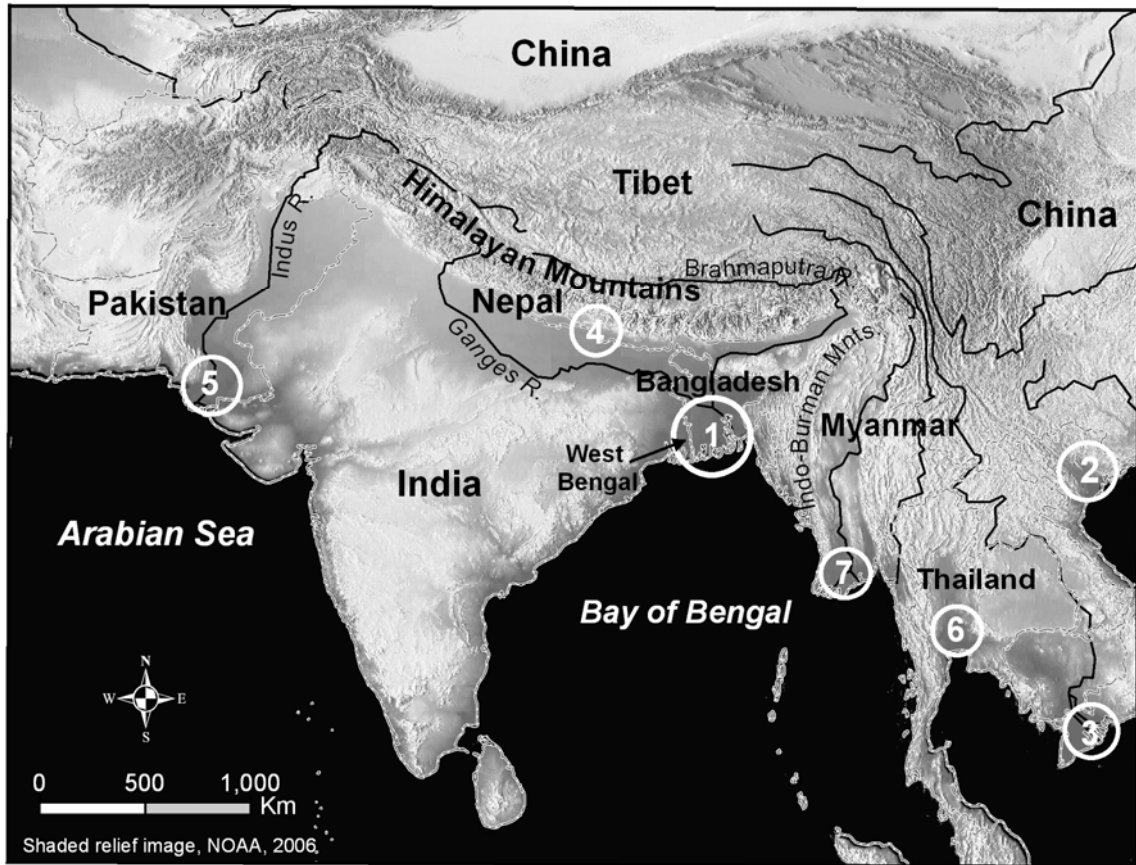 China
Tibet
China
Himalayan Mountains
Indus R.
Brahmaputra R.
Pakistan
Nepal
4
Ganges R.
5
Bangladesh
Indo-Burman Mnts.
1
Myanmar
West
Bengal
India
2
Arabian Sea
7
Thailand
Bay of Bengal
6
N
W
E
S
3
0
500
1,000
Km
Shaded relief image, NOAA, 2006